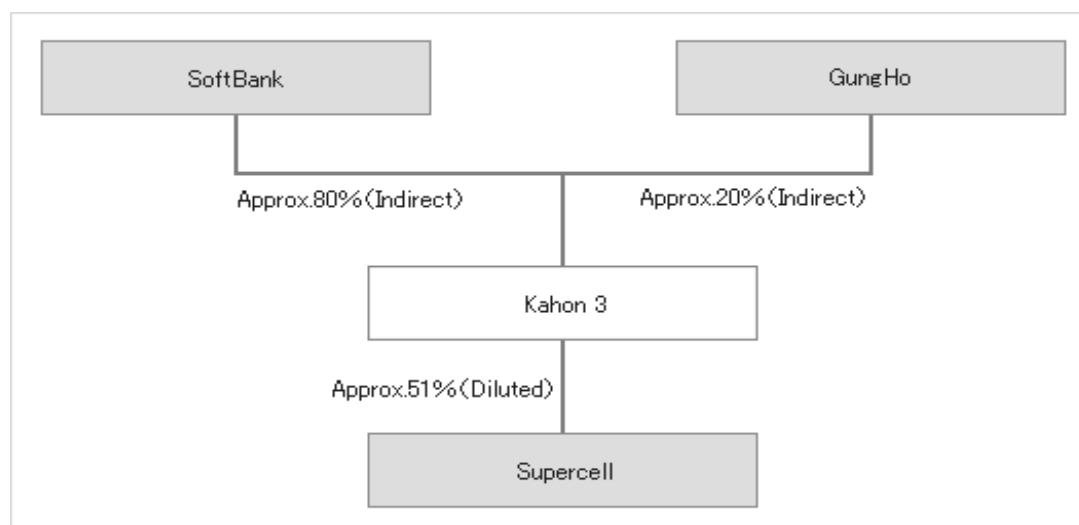 SoftBank
GungHo
Approx.80%(Indirect)
Approx.20%(Indirect)
Kahon 3
Approx.51%(Diluted)
Supercell